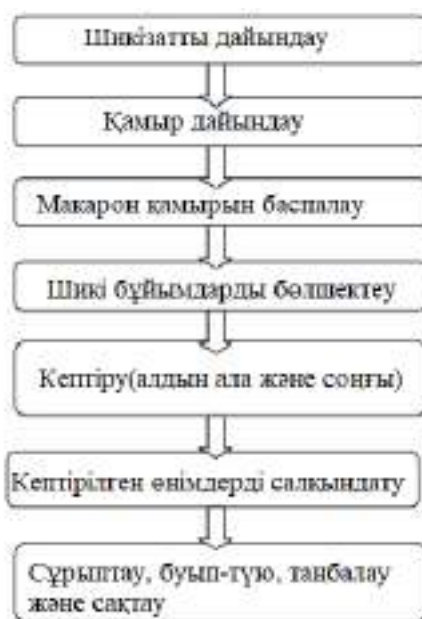 Шикізатты дайындау
Қамыр дайындау
Макарон қамырын баспалау
Шикі бұйымдарды бөлшектеу
Кептіру(алдын ала және соңғы)
Кептірілген өнімдерді салқындату
Сұрыптау, буып-түю, танбалау
және сақтау